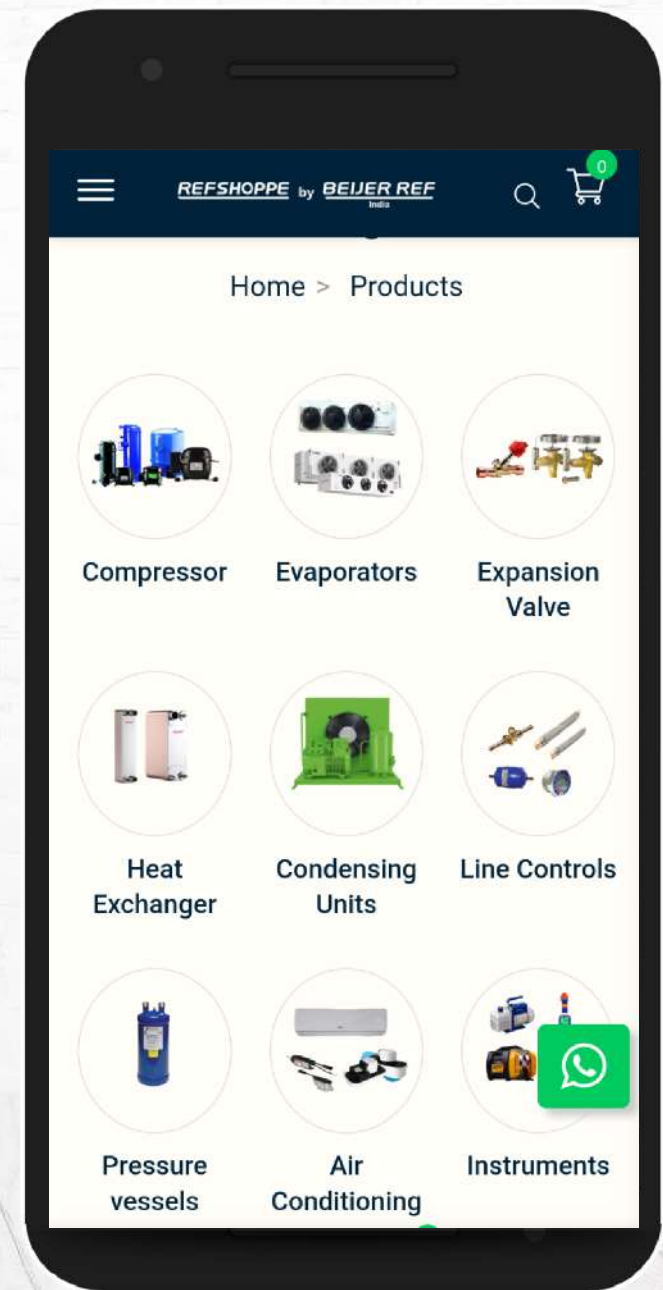 0
REFSHOPPE by BEIJER REF
India
Home > Products
Compressor
Evaporators
Expansion
Valve
Heat
Exchanger
Condensing
Units
Line Controls
Pressure
vessels
Air
Conditioning
Instruments